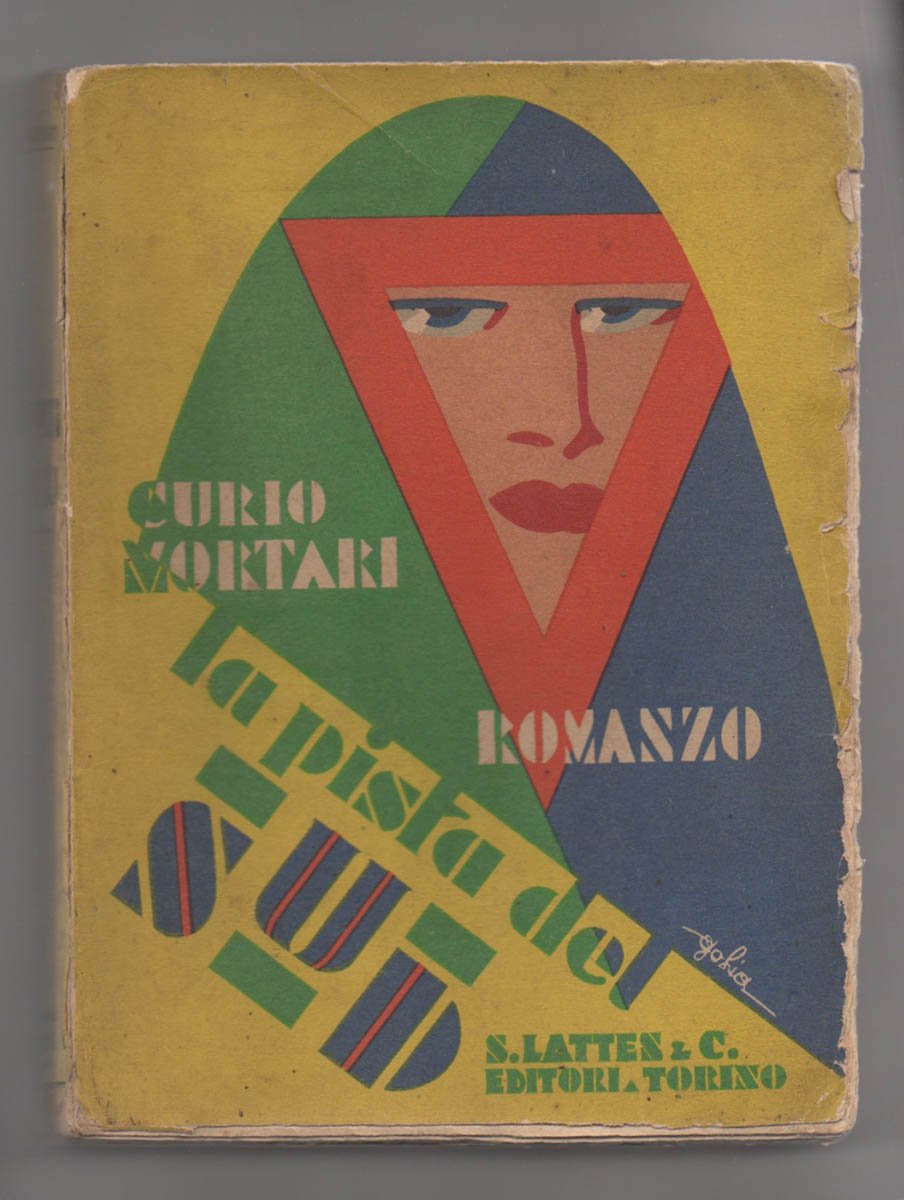 CURIO
MORTARI
la pista del
SUD
ROMANZO
golia
S. LATTES & C.
EDITORI. TORINO